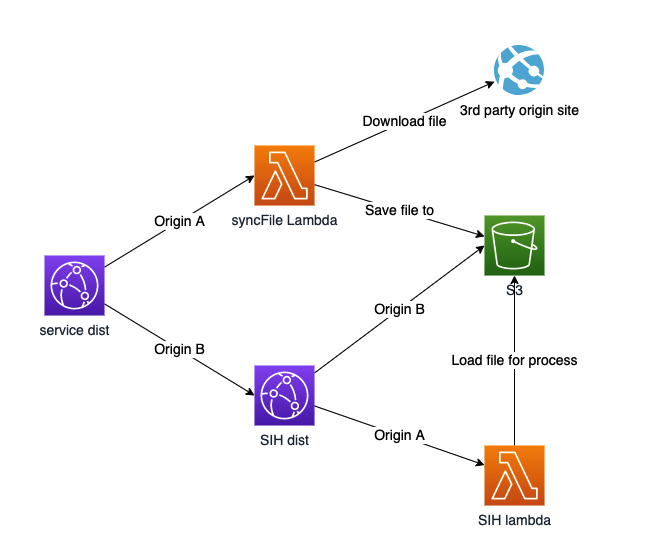 3rd party origin site
Download file
syncFile Lambda
Save file to
Origin A
S3
service dist
Origin B
Origin B
Load file for process
SIH dist
Origin A
SIH lambda